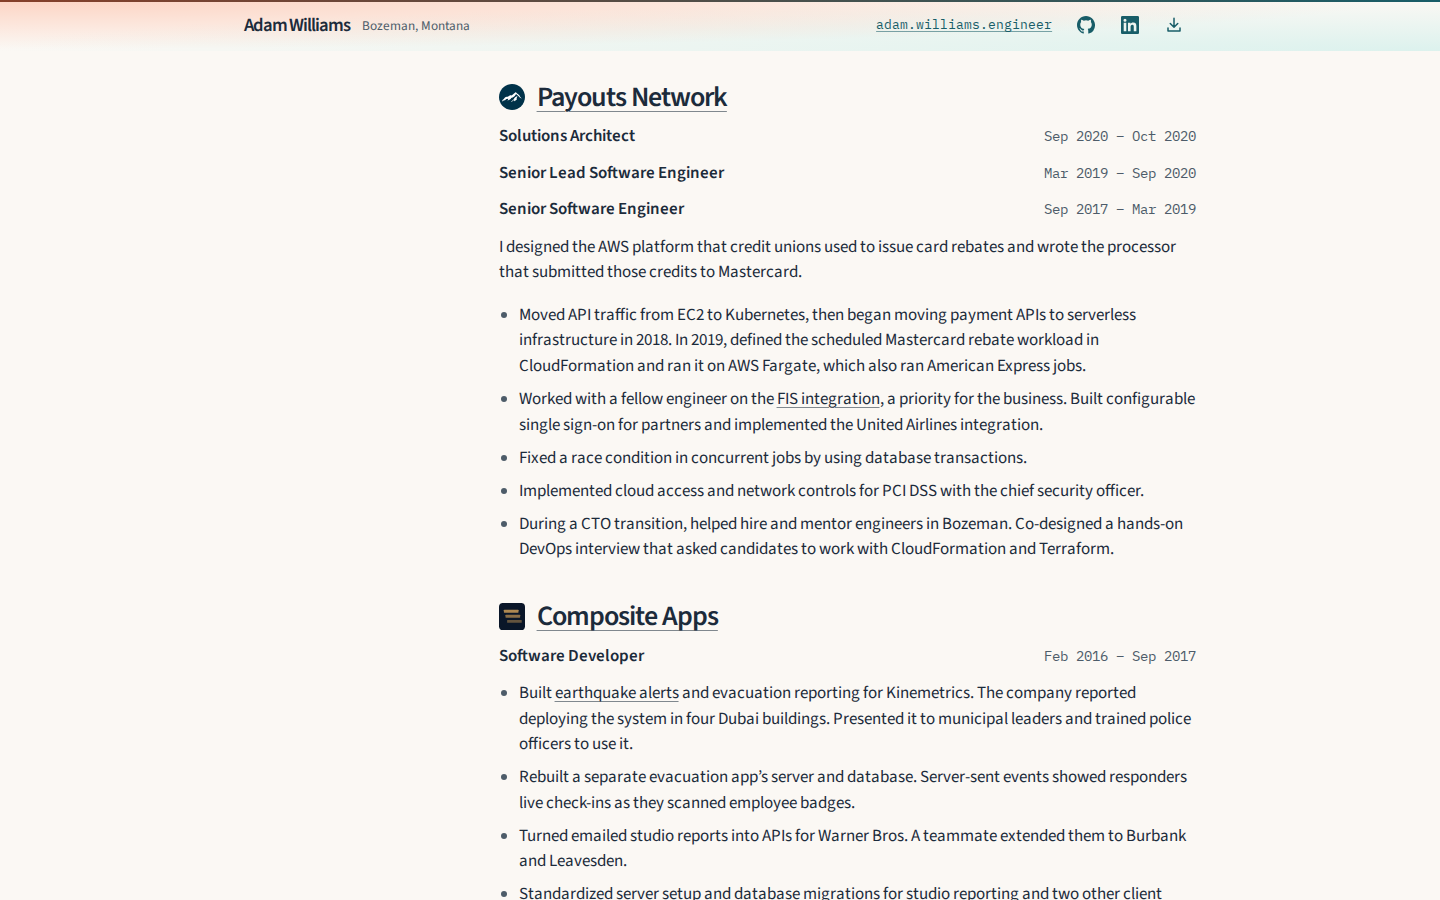 Adam Williams Bozeman, Montana adam.williams.engineer
Payouts Network
Solutions Architect Sep 2020 – Oct 2020
Senior Lead Software Engineer Mar 2019 – Sep 2020
Senior Software Engineer Sep 2017 – Mar 2019
I designed the AWS platform that credit unions used to issue card rebates and wrote the processor
that submitted those credits to Mastercard.
Moved API traffic from EC2 to Kubernetes, then began moving payment APIs to serverless
infrastructure in 2018. In 2019, defined the scheduled Mastercard rebate workload in
CloudFormation and ran it on AWS Fargate, which also ran American Express jobs.
Worked with a fellow engineer on the FIS integration, a priority for the business. Built configurable
single sign-on for partners and implemented the United Airlines integration.
Fixed a race condition in concurrent jobs by using database transactions.
Implemented cloud access and network controls for PCI DSS with the chief security officer.
During a CTO transition, helped hire and mentor engineers in Bozeman. Co-designed a hands-on
DevOps interview that asked candidates to work with CloudFormation and Terraform.
Composite Apps
Software Developer Feb 2016 – Sep 2017
Built earthquake alerts and evacuation reporting for Kinemetrics. The company reported
deploying the system in four Dubai buildings. Presented it to municipal leaders and trained police
officers to use it.
Rebuilt a separate evacuation app’s server and database. Server-sent events showed responders
live check-ins as they scanned employee badges.
Turned emailed studio reports into APIs for Warner Bros. A teammate extended them to Burbank
and Leavesden.
Standardized server setup and database migrations for studio reporting and two other client